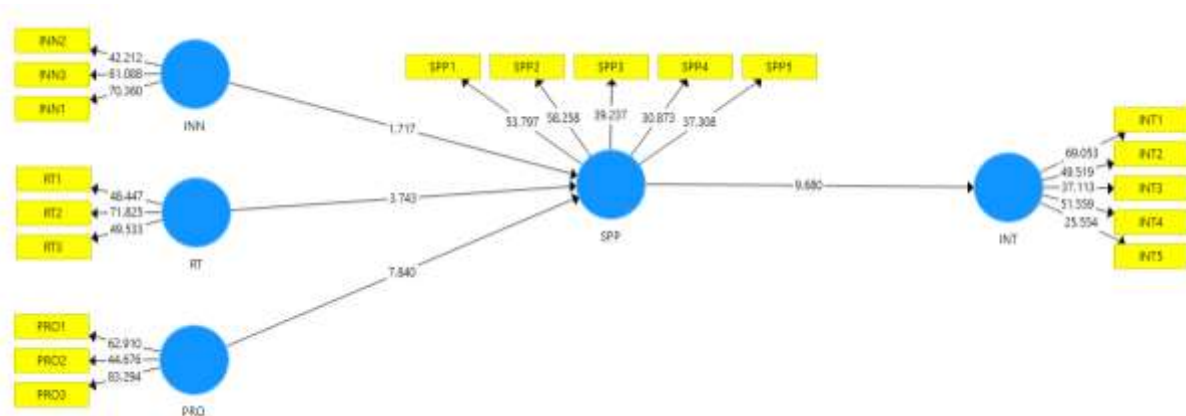 INN2
INN3
INN1
42.212
61.088
70.360
INN
RT1
RT2
RT3
46.447
71.825
49.533
RT
PRO1
PRO2
PRO3
62.910
44.676
83.294
PRO
1.717
3.743
7.840
SPP1
SPP2
SPP3
SPP4
SPP5
53.797
56.258
39.237
30.873
37.308
SPP
9.680
INT
69.053
49.519
37.113
51.559
25.554
INT1
INT2
INT3
INT4
INT5